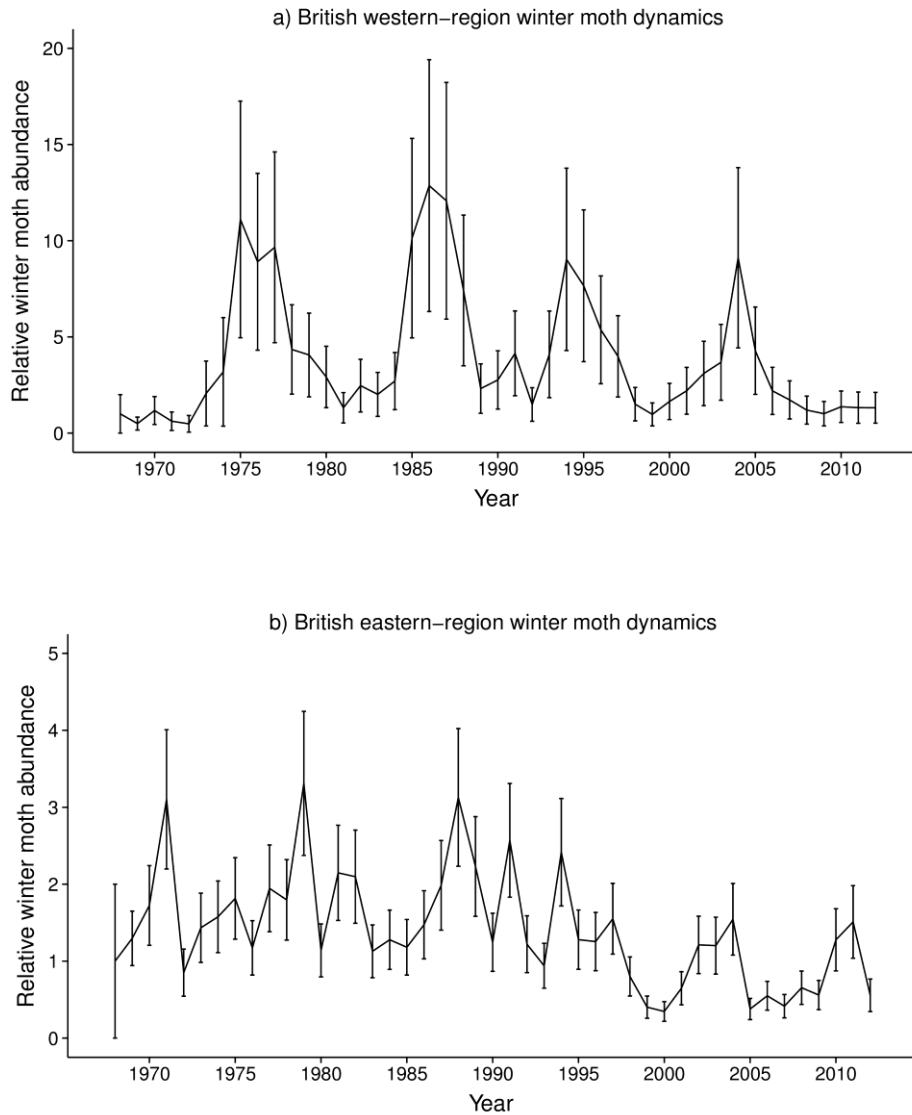 a) British western−region winter moth dynamics
20
15
10
5
0
Relative winter moth abundance
1970 1975 1980 1985 1990 1995 2000 2005 2010
Year
b) British eastern−region winter moth dynamics
5
4
3
2
1
0
Relative winter moth abundance
1970 1975 1980 1985 1990 1995 2000 2005 2010
Year